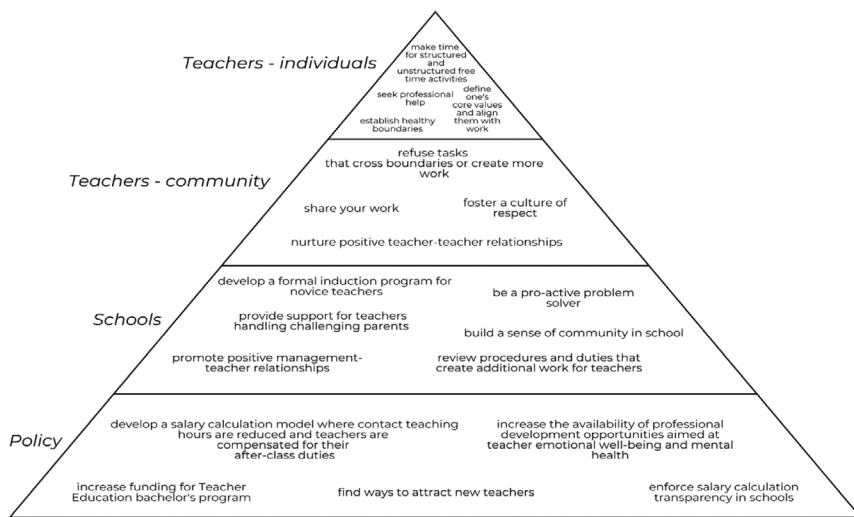 Teachers - individuals
make time
for structured
and
unstructured free
time activities
seek professional
help
define
one's
core values
and align
them with
work
establish healthy
boundaries
Teachers - community
refuse tasks
that cross boundaries or create more
work
share your work
foster a culture of
respect
nurture positive teacher-teacher relationships
Schools
develop a formal induction program for
novice teachers
be a pro-active problem
solver
provide support for teachers
handling challenging parents
build a sense of community in school
promote positive management-
teacher relationships
review procedures and duties that
create additional work for teachers
Policy
develop a salary calculation model where contact teaching
hours are reduced and teachers are
compensated for their
after-class duties
increase the availability of professional
development opportunities aimed at
teacher emotional well-being and mental
health
increase funding for Teacher
Education bachelor's program
find ways to attract new teachers
enforce salary calculation
transparency in schools